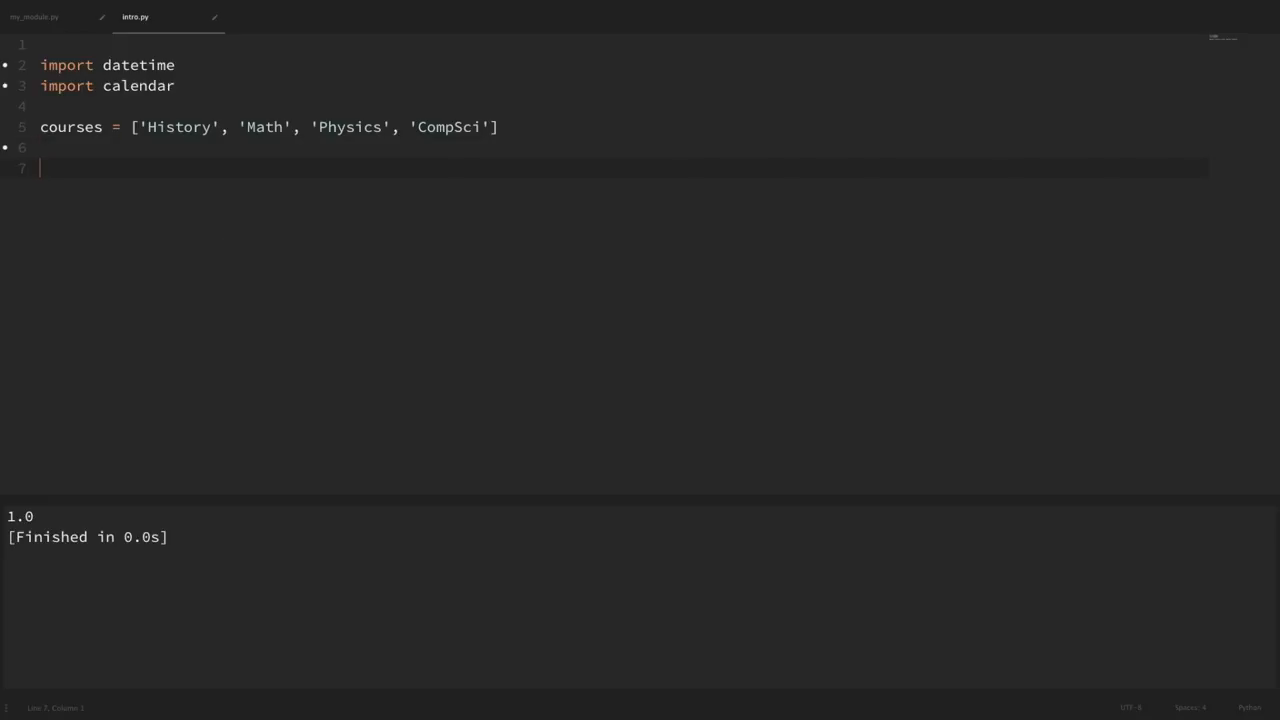 my_module.py
intro.py
1
2 import datetime
3 import calendar
4
5 courses = ['History', 'Math', 'Physics', 'CompSci']
6
7
1.0
[Finished in 0.0s]
Line 7, Column 1
UTF-8
Spaces: 4
Python